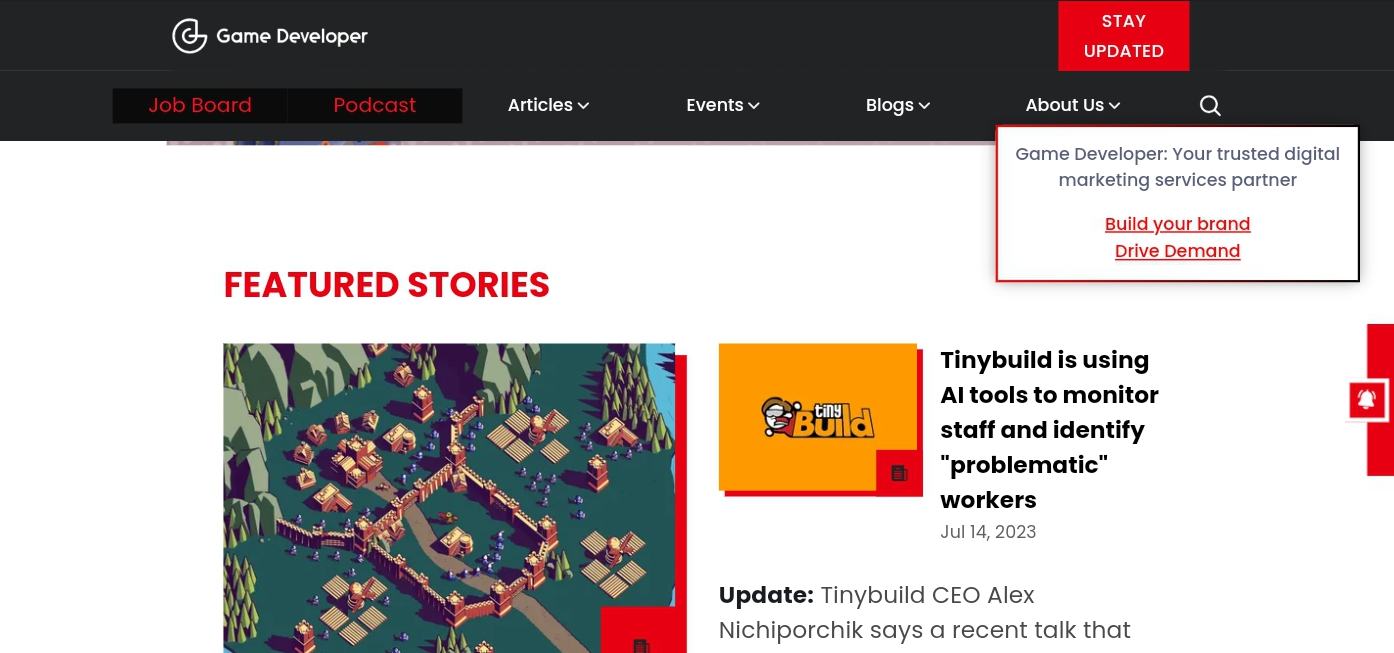 Game Developer
STAY
UPDATED
Job Board
Podcast
Articles
Events
Blogs
About Us
Game Developer: Your trusted digital
marketing services partner
Build your brand
Drive Demand
FEATURED STORIES
tiny
Build
Tinybuild is using
AI tools to monitor
staff and identify
"problematic"
workers
Jul 14, 2023
Update: Tinybuild CEO Alex
Nichiporchik says a recent talk that